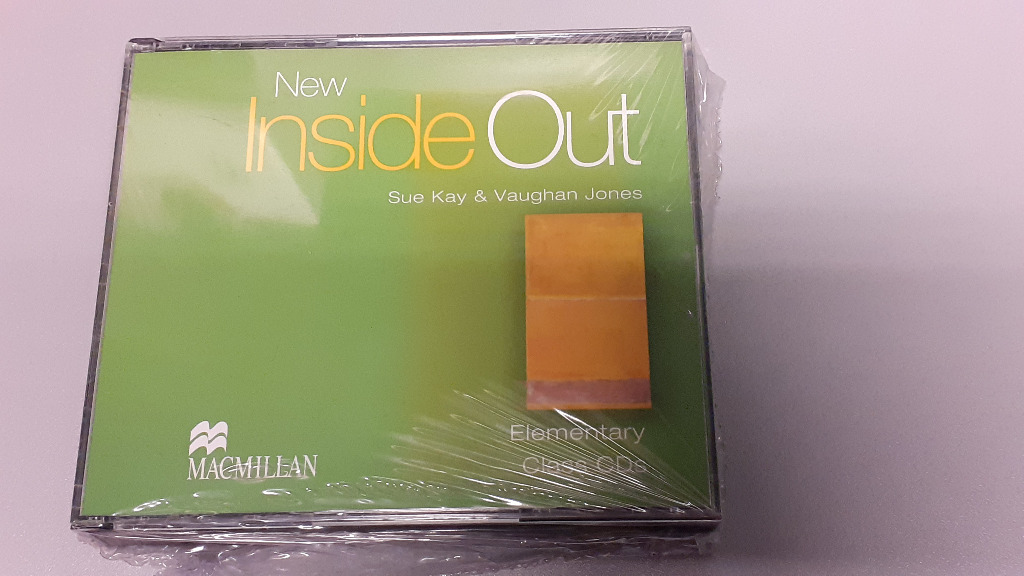 New
Inside Out
Sue Kay & Vaughan Jones
Elementary
Class CDs
MACMILLAN